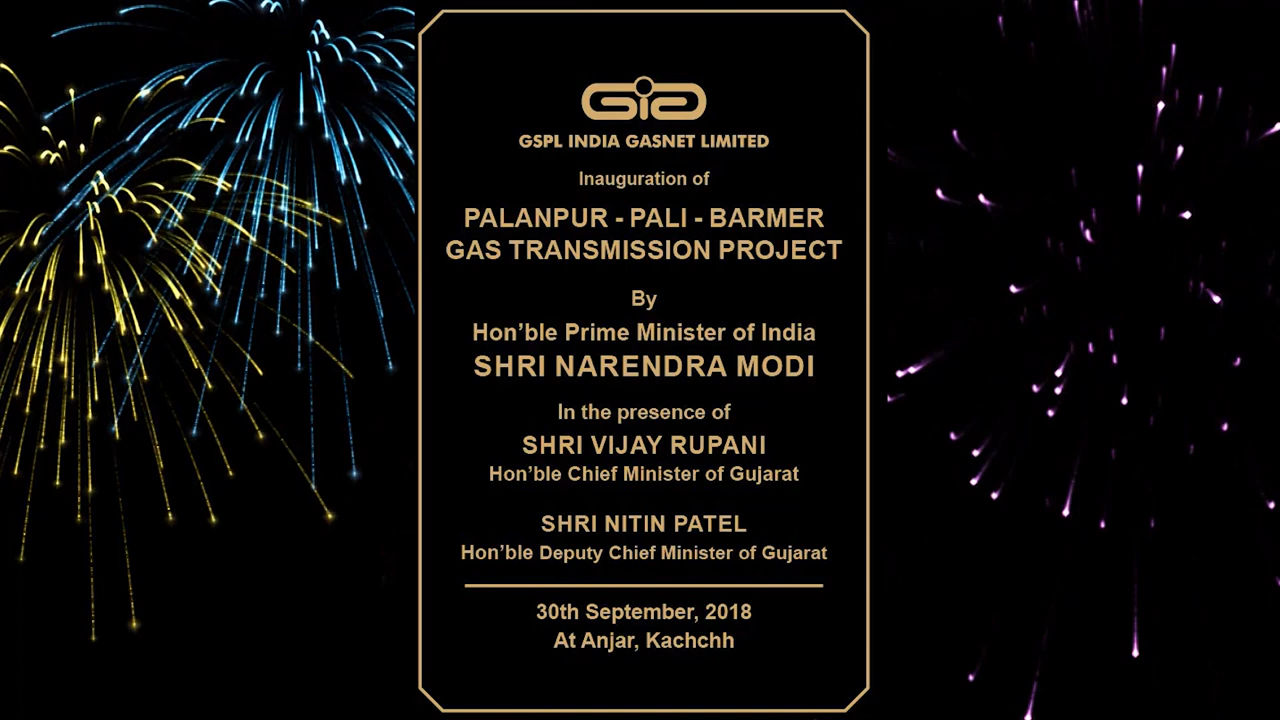 GIG
GSPL INDIA GASNET LIMITED
Inauguration of
PALANPUR - PALI - BARMER
GAS TRANSMISSION PROJECT
By
Hon’ble Prime Minister of India
SHRI NARENDRA MODI
In the presence of
SHRI VIJAY RUPANI
Hon’ble Chief Minister of Gujarat
SHRI NITIN PATEL
Hon’ble Deputy Chief Minister of Gujarat
30th September, 2018
At Anjar, Kachchh